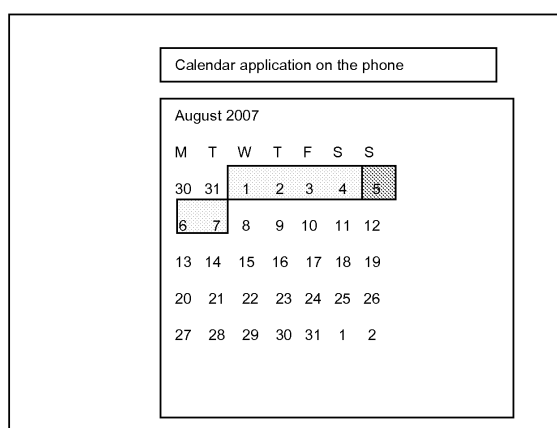 Calendar application on the phone
August 2007
M T W T F S S
30 31 1 2 3 4 5
6 7 8 9 10 11 12
13 14 15 16 17 18 19
20 21 22 23 24 25 26
27 28 29 30 31 1 2